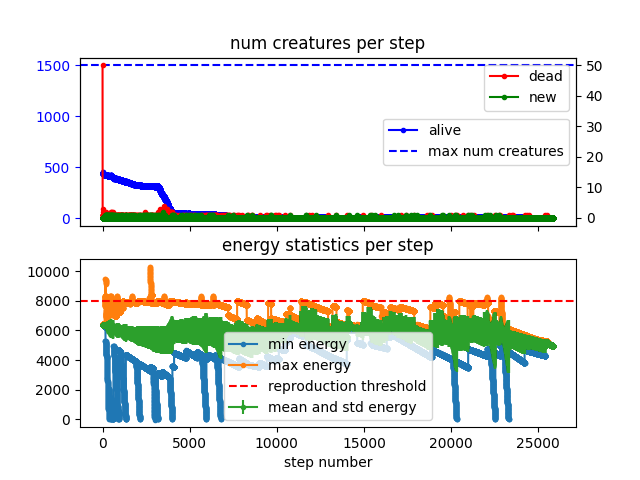 num creatures per step
1500
1000
500
0
50
40
30
20
10
0
dead
new
alive
max num creatures
energy statistics per step
10000
8000
6000
4000
2000
0
min energy
max energy
reproduction threshold
mean and std energy
0
5000
10000
15000
20000
25000
step number